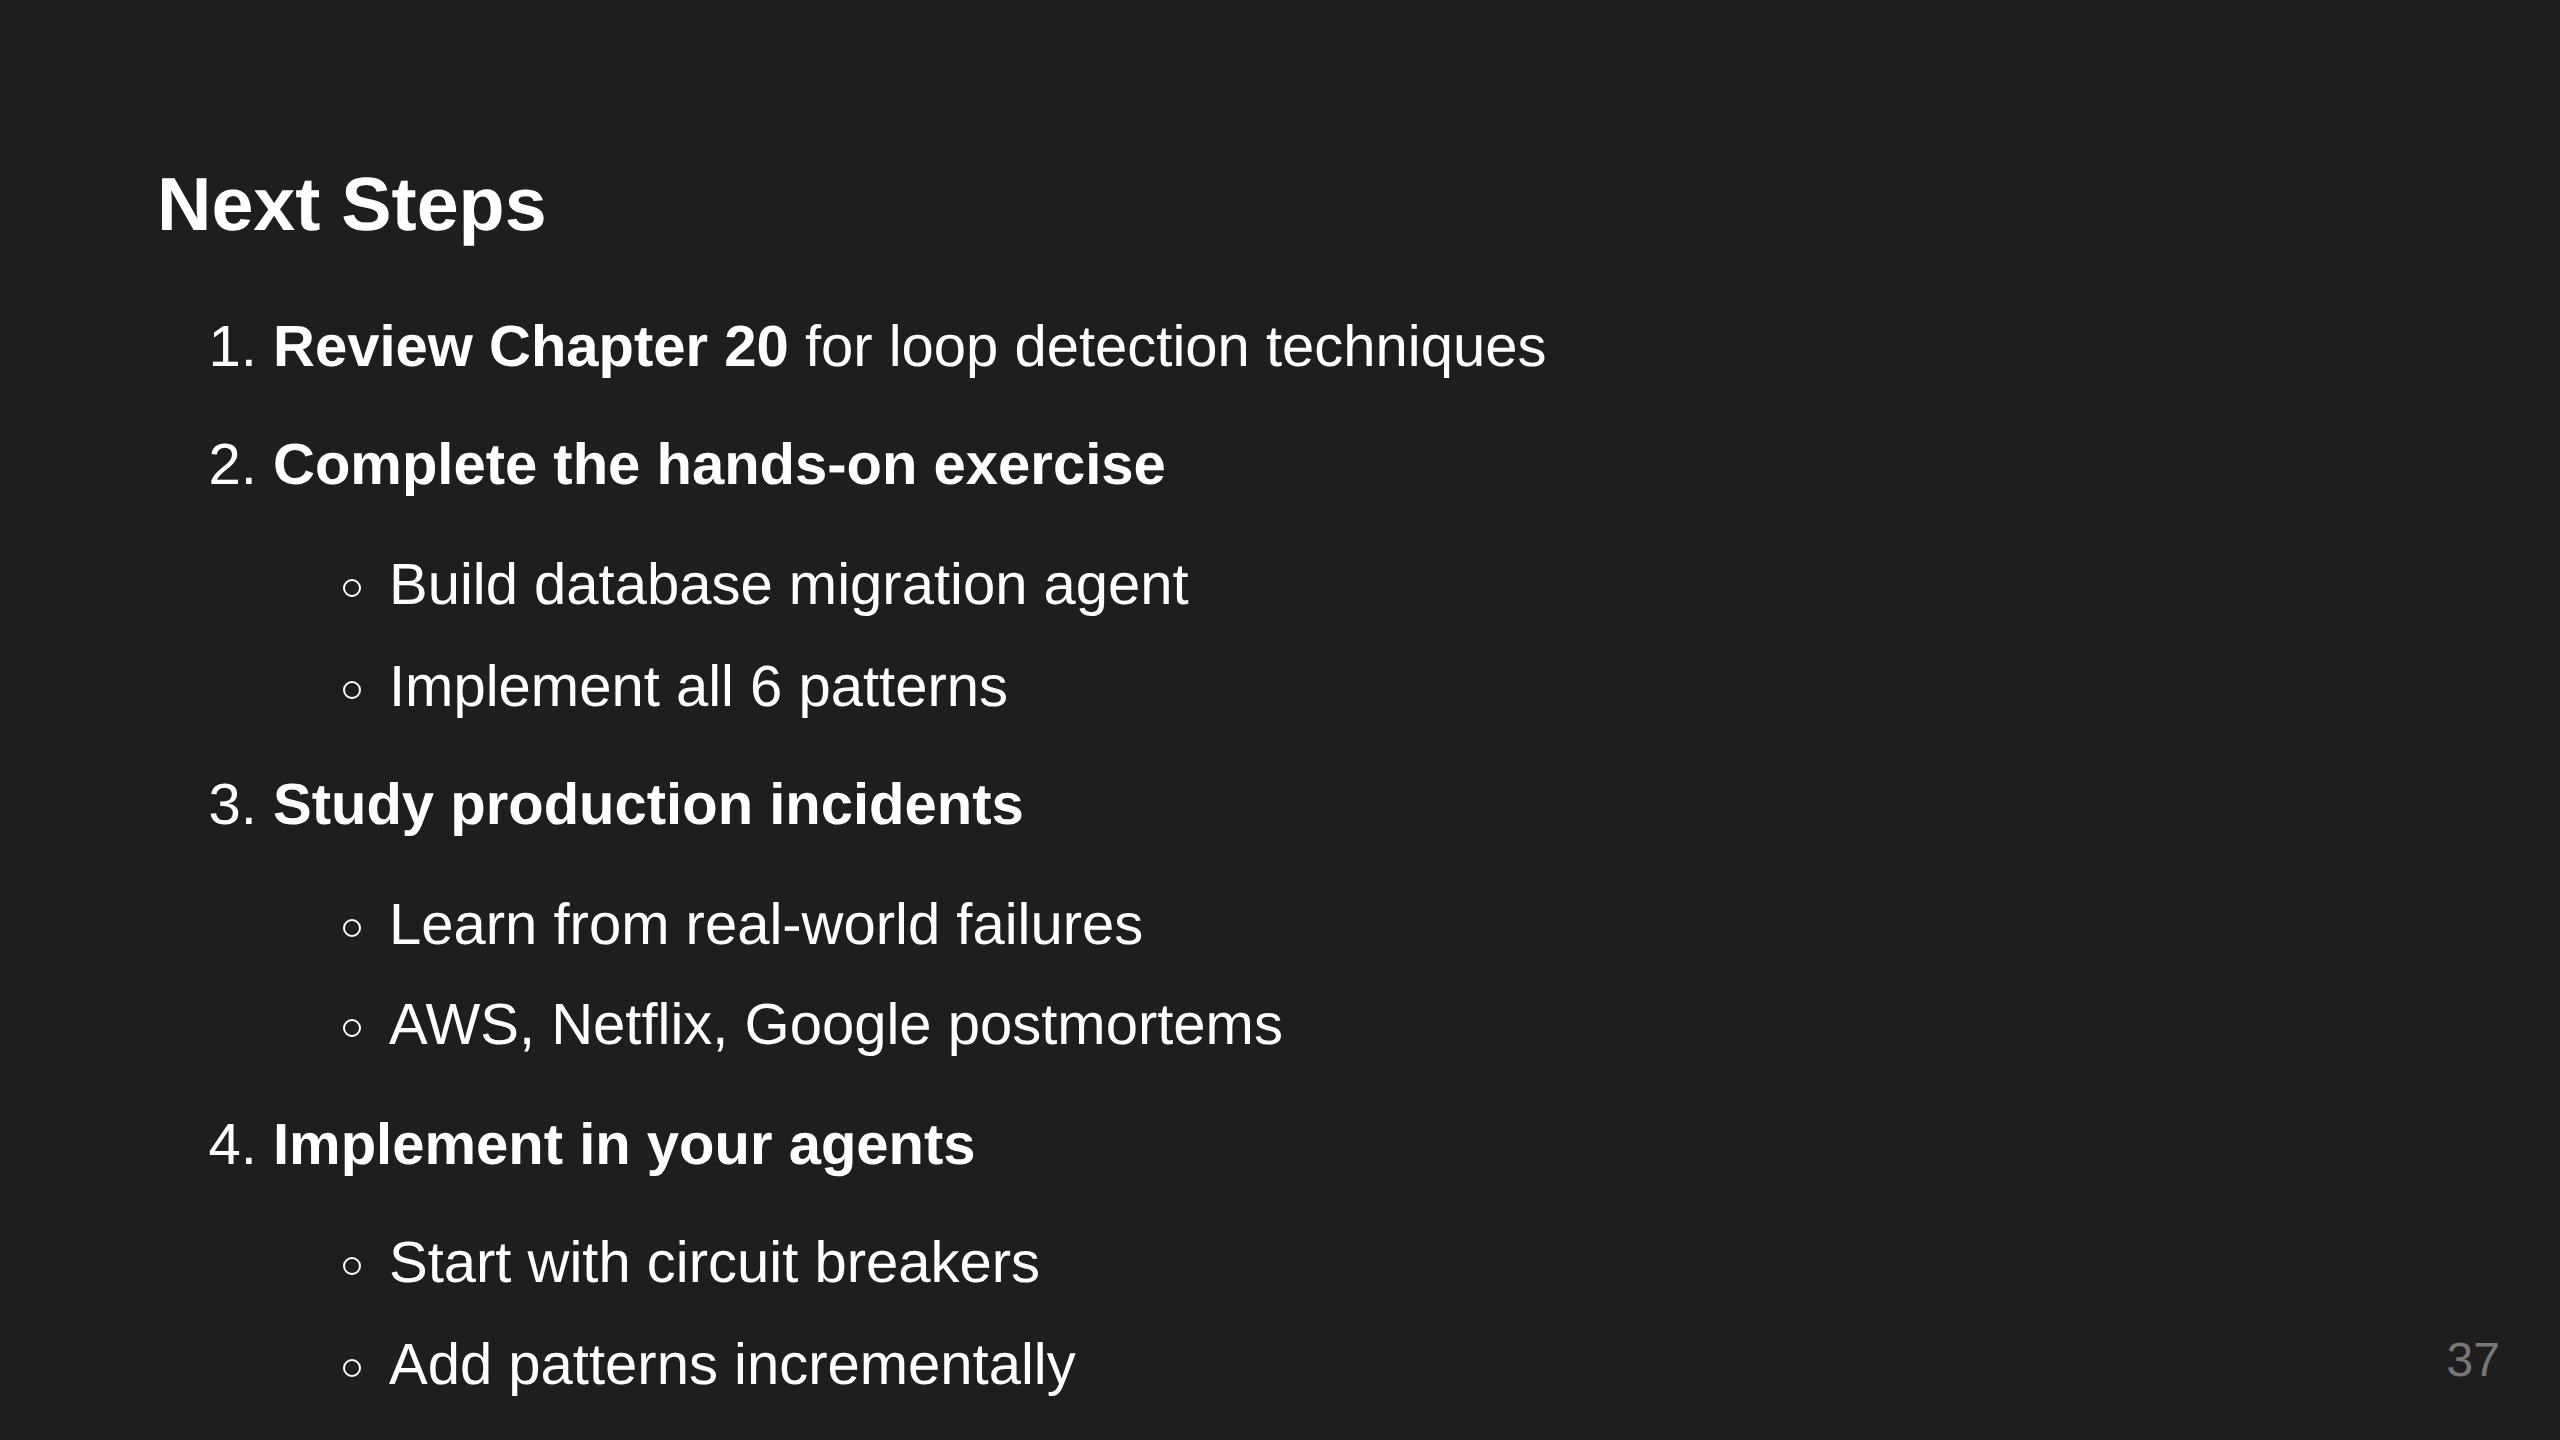 Next Steps
1. Review Chapter 20 for loop detection techniques
2. Complete the hands-on exercise
○ Build database migration agent
○ Implement all 6 patterns
3. Study production incidents
○ Learn from real-world failures
○ AWS, Netflix, Google postmortems
4. Implement in your agents
○ Start with circuit breakers
○ Add patterns incrementally
37